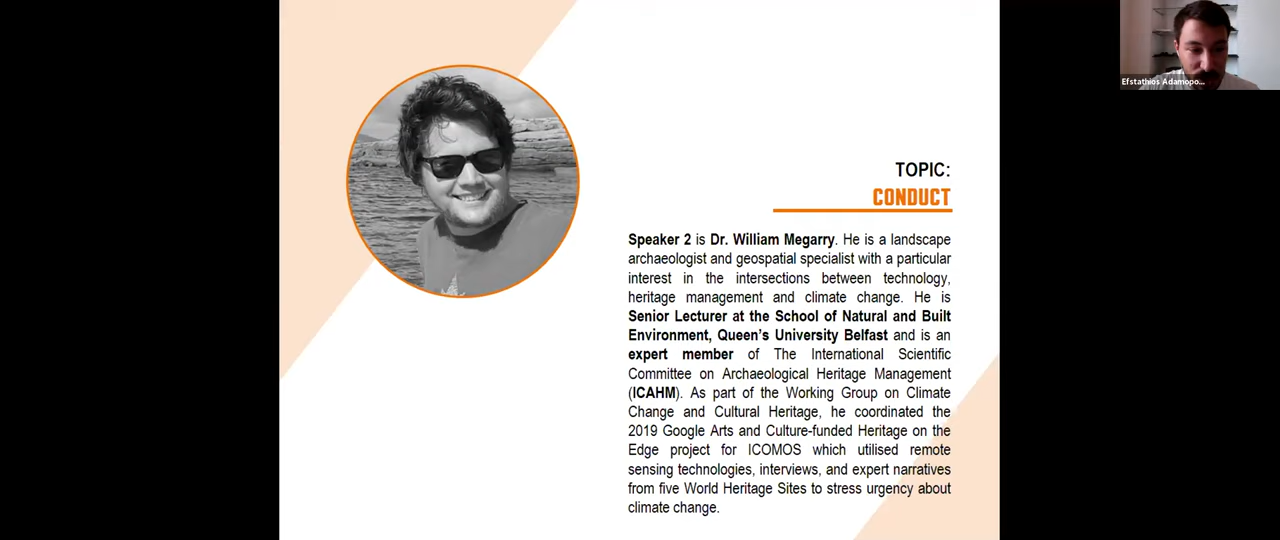 Efstathios Adamopo...
TOPIC:
CONDUCT
Speaker 2 is Dr. William Megarry. He is a landscape
archaeologist and geospatial specialist with a particular
interest in the intersections between technology,
heritage management and climate change. He is
Senior Lecturer at the School of Natural and Built
Environment, Queen's University Belfast and is an
expert member of The International Scientific
Committee on Archaeological Heritage Management
(ICAHM). As part of the Working Group on Climate
Change and Cultural Heritage, he coordinated the
2019 Google Arts and Culture-funded Heritage on the
Edge project for ICOMOS which utilised remote
sensing technologies, interviews, and expert narratives
from five World Heritage Sites to stress urgency about
climate change.